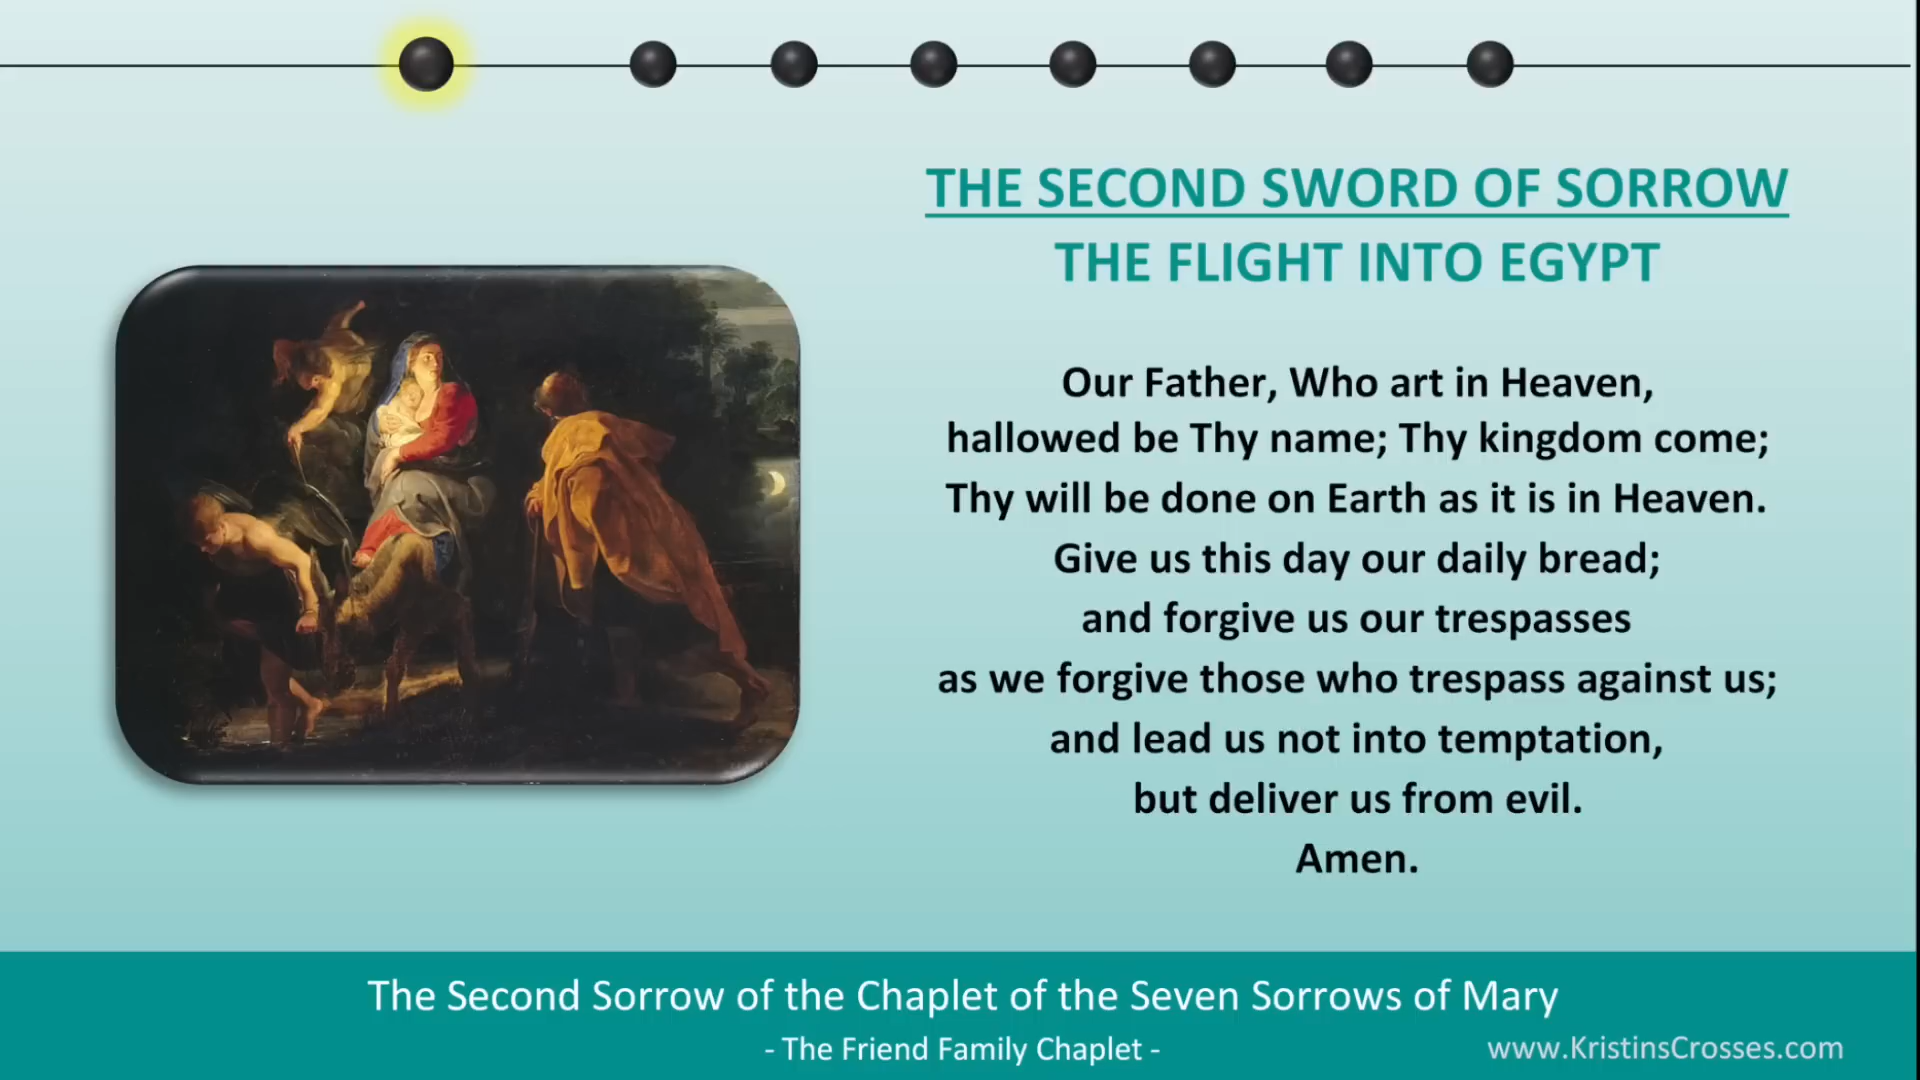 THE SECOND SWORD OF SORROW
THE FLIGHT INTO EGYPT
Our Father, Who art in Heaven,
hallowed be Thy name; Thy kingdom come;
Thy will be done on Earth as it is in Heaven.
Give us this day our daily bread;
and forgive us our trespasses
as we forgive those who trespass against us;
and lead us not into temptation,
but deliver us from evil.
Amen.
The Second Sorrow of the Chaplet of the Seven Sorrows of Mary
- The Friend Family Chaplet -
www.KristinsCrosses.com